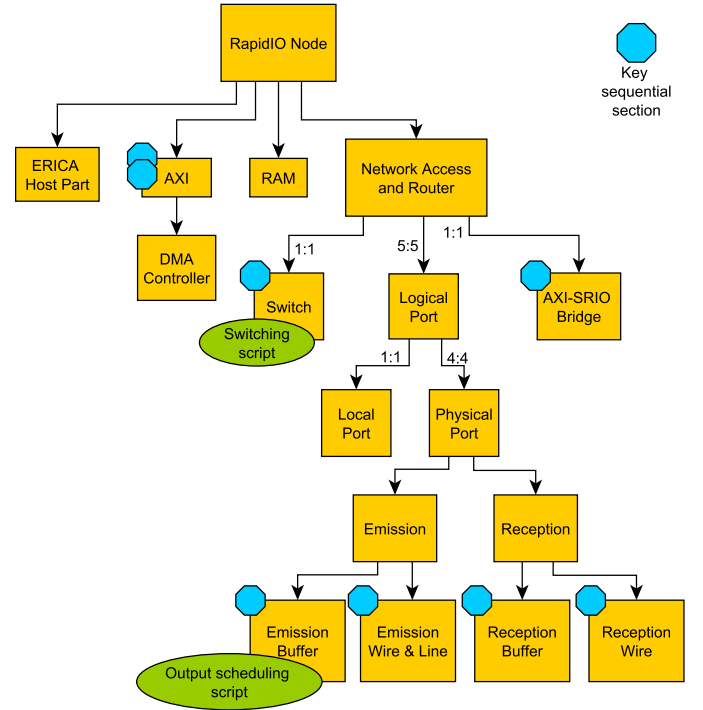 RapidIO Node
Key
sequential
section
ERICA
Host Part
AXI
RAM
Network Access
and Router
1:1
5:5
1:1
DMA
Controller
Switch
Switching
script
Logical
Port
AXI-SRIO
Bridge
1:1
4:4
Local
Port
Physical
Port
Emission
Reception
Emission
Buffer
Output scheduling
script
Emission
Wire & Line
Reception
Buffer
Reception
Wire